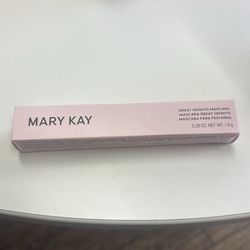 MARY KAY
GREAT HEIGHTS MASCARA
MASCARA GREAT HEIGHTS
MÁSCARA PARA PESTAÑAS
0.28 OZ. NET WT. / 8 g